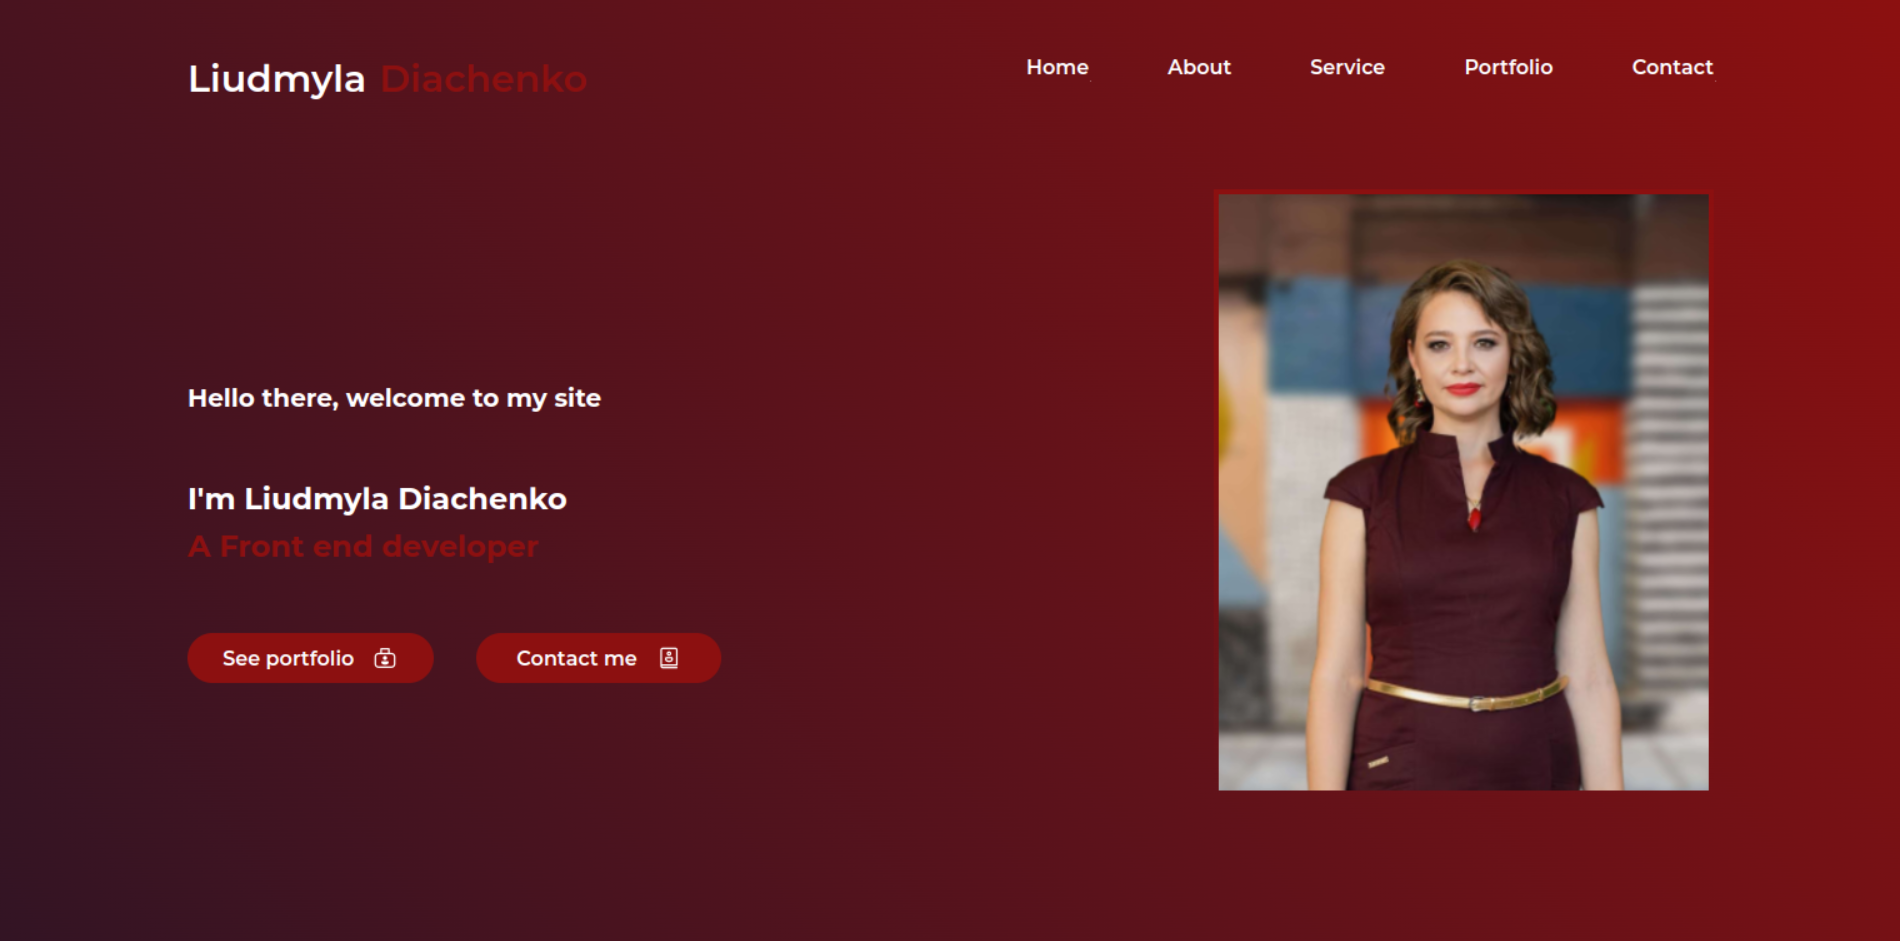 Liudmyla Diachenko
Home About Service Portfolio Contact
Hello there, welcome to my site
I'm Liudmyla Diachenko
A Front end developer
See portfolio
Contact me